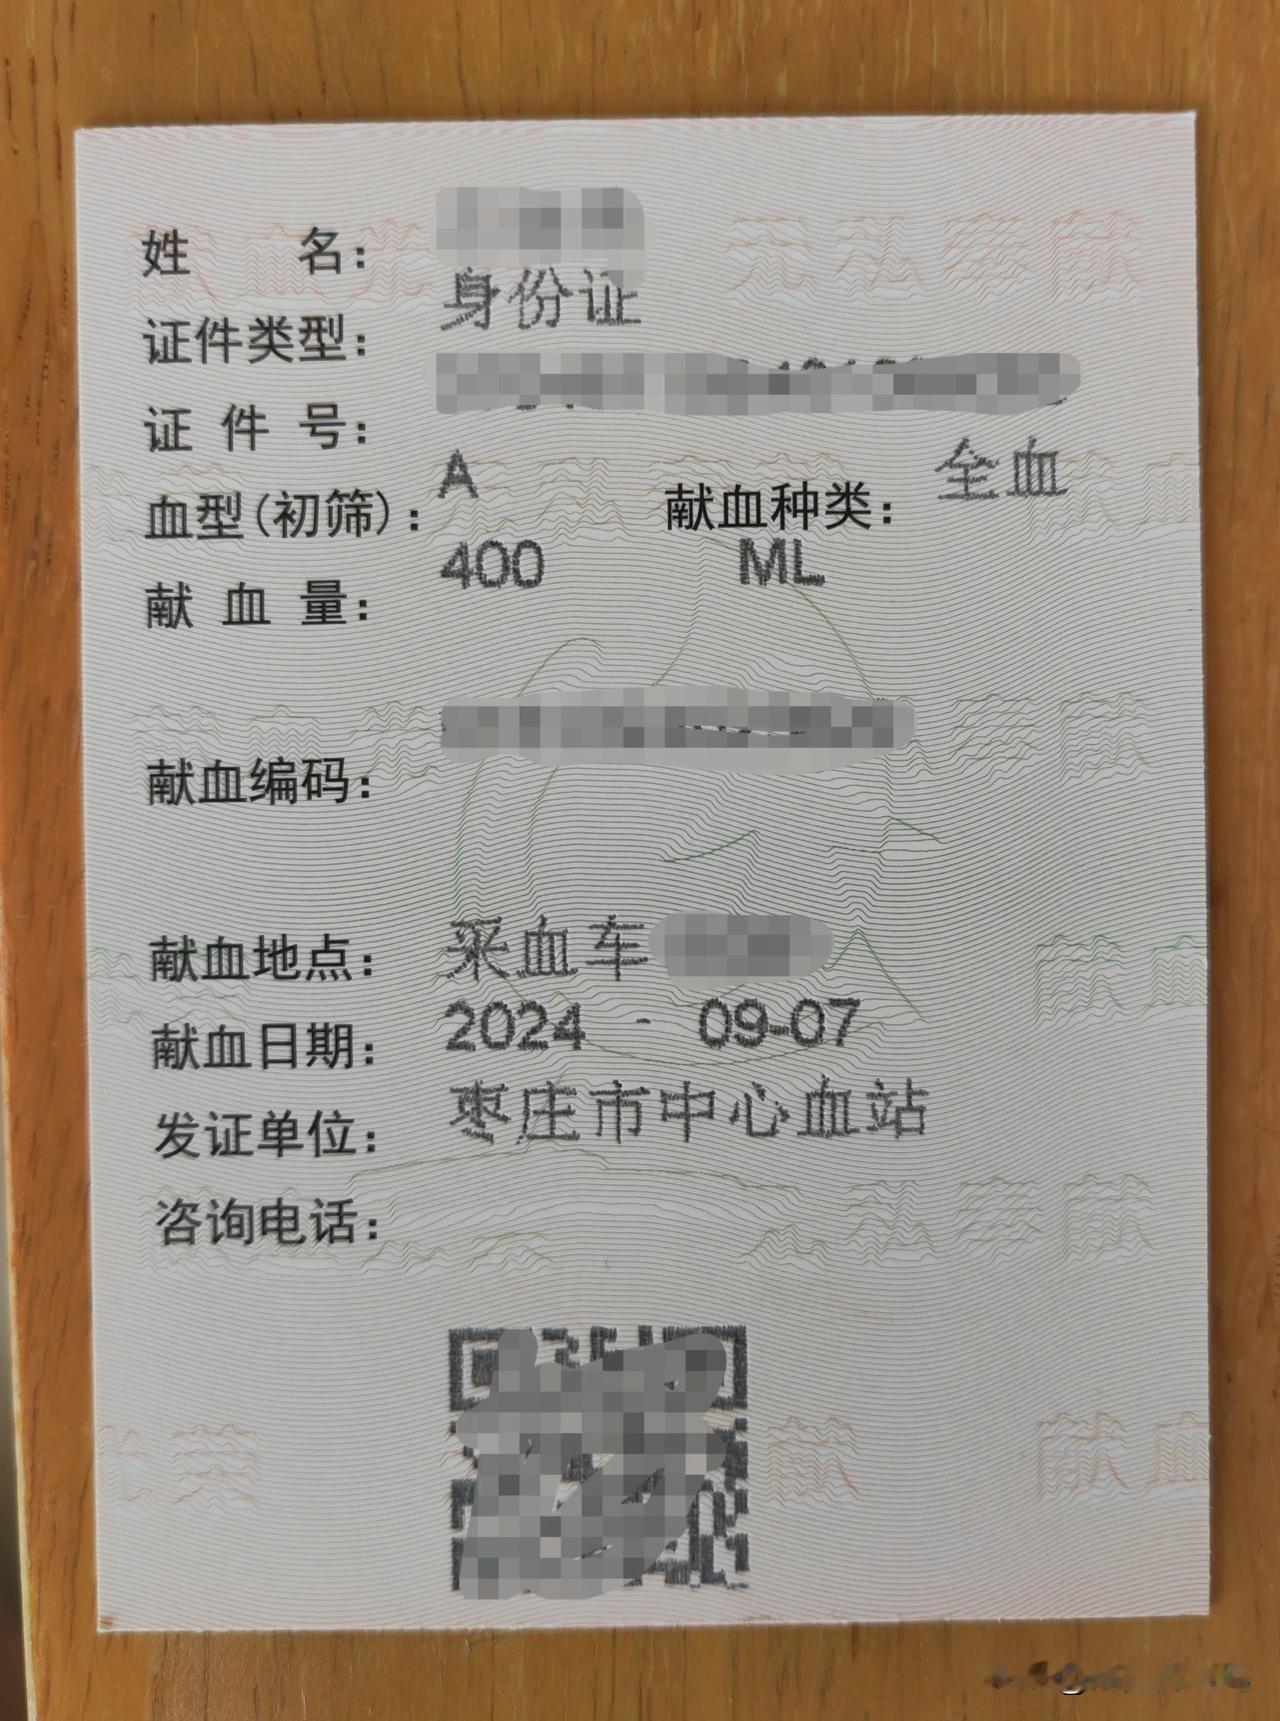 姓 名：
证件类型：身份证
证件号：
血型(初筛)：A 献血种类：全血
献血量：400 ML
献血编码：
献血地点：采血车
献血日期：2024 - 09-07
发证单位：枣庄市中心血站
咨询电话：